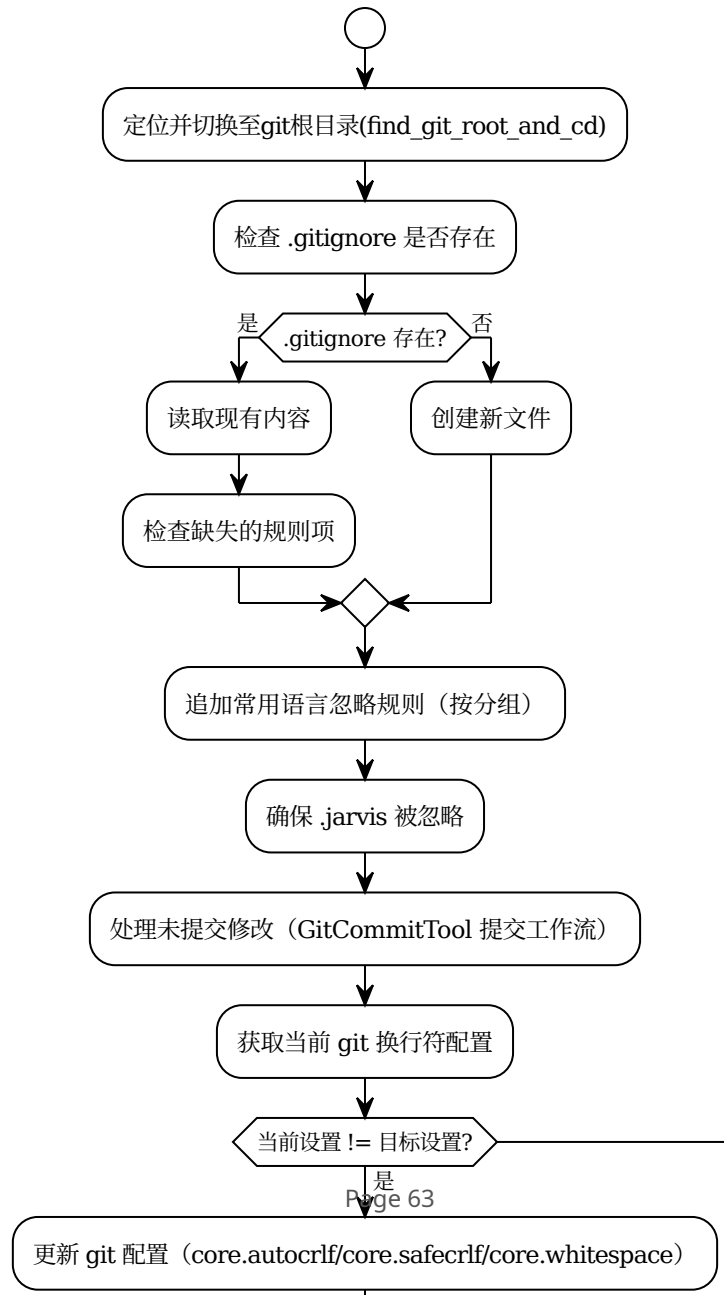 定位并切换至git根目录(find_git_root_and_cd)
检查 .gitignore 是否存在
是
.gitignore 存在?
否
读取现有内容
创建新文件
检查缺失的规则项
追加常用语言忽略规则（按分组）
确保 .jarvis 被忽略
处理未提交修改（GitCommitTool 提交工作流）
获取当前 git 换行符配置
当前设置 != 目标设置?
是
Page 63
更新 git 配置（core.autocrlf/core.safecrlf/core.whitespace）